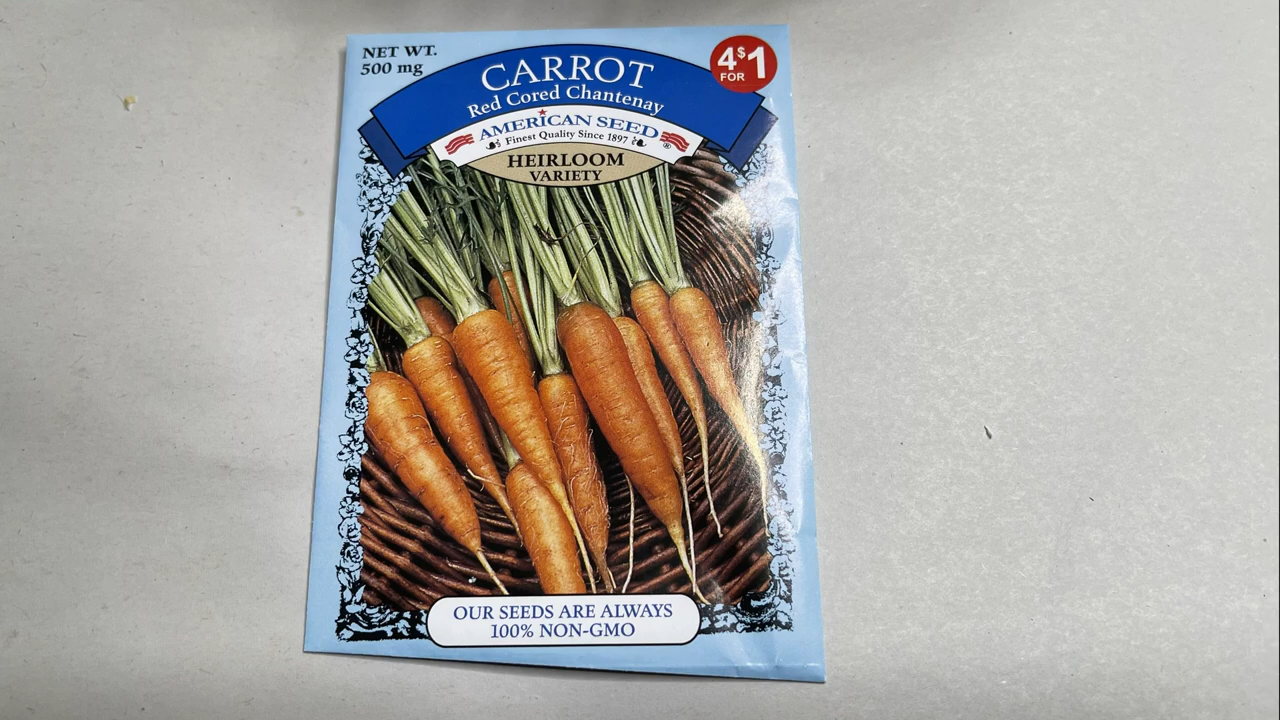 NET WT.
500 mg
4 $1
FOR
CARROT
Red Cored Chantenay
AMERICAN SEED
Finest Quality Since 1897 ®
HEIRLOOM
VARIETY
OUR SEEDS ARE ALWAYS
100% NON-GMO